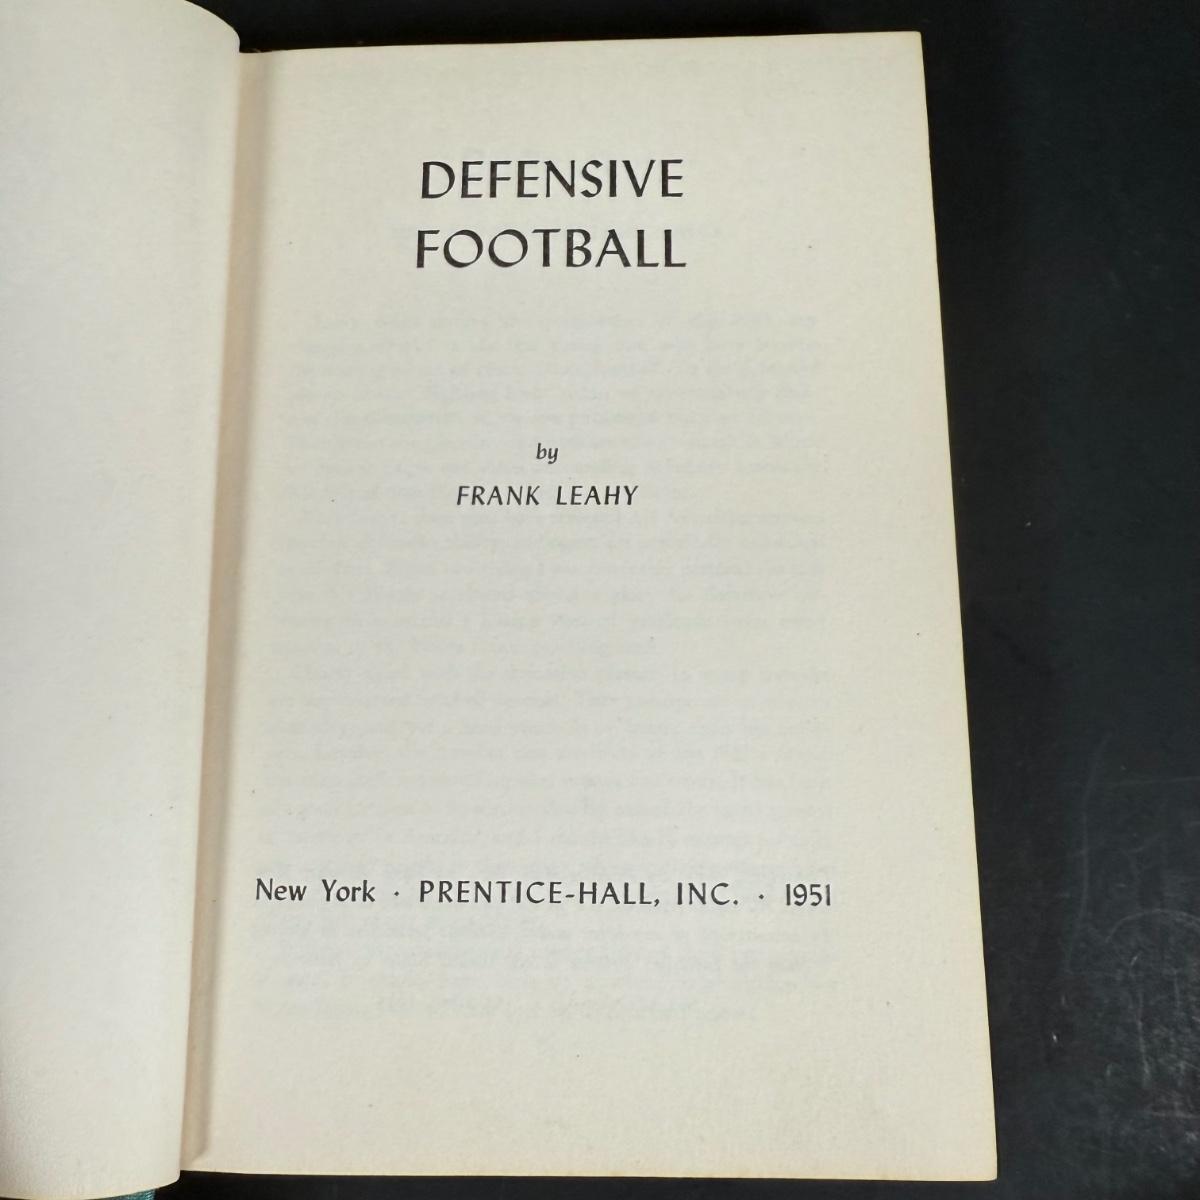 DEFENSIVE
FOOTBALL
by
FRANK LEAHY
New York · PRENTICE-HALL, INC. · 1951